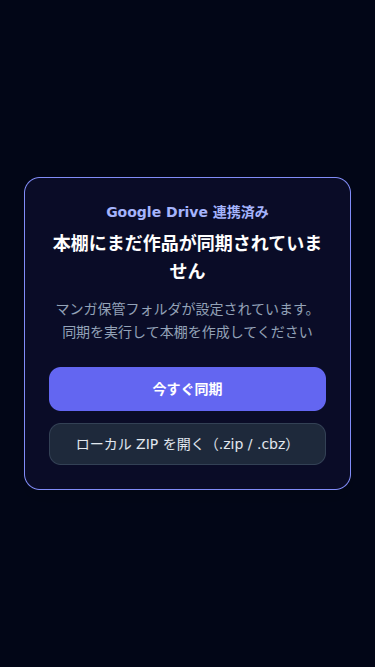 Google Drive 連携済み
本棚にまだ作品が同期されていま
せん
マンガ保管フォルダが設定されています。
同期を実行して本棚を作成してください
今すぐ同期
ローカル ZIP を開く（.zip / .cbz）